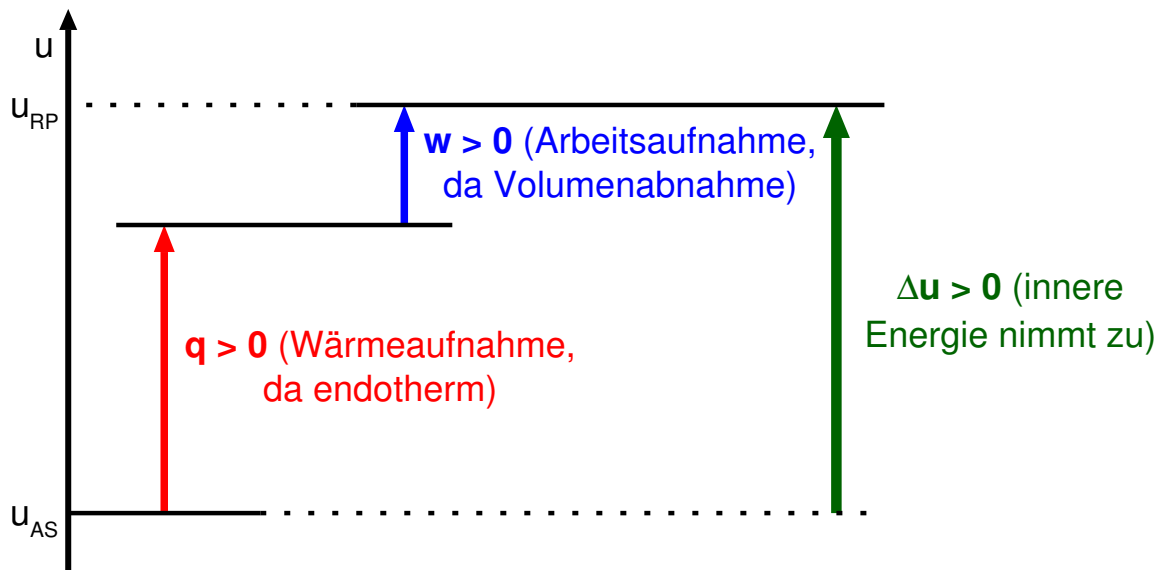 u
u_RP
w > 0 (Arbeitsaufnahme,
da Volumenabnahme)
Δu > 0 (innere
Energie nimmt zu)
q > 0 (Wärmeaufnahme,
da endotherm)
u_AS